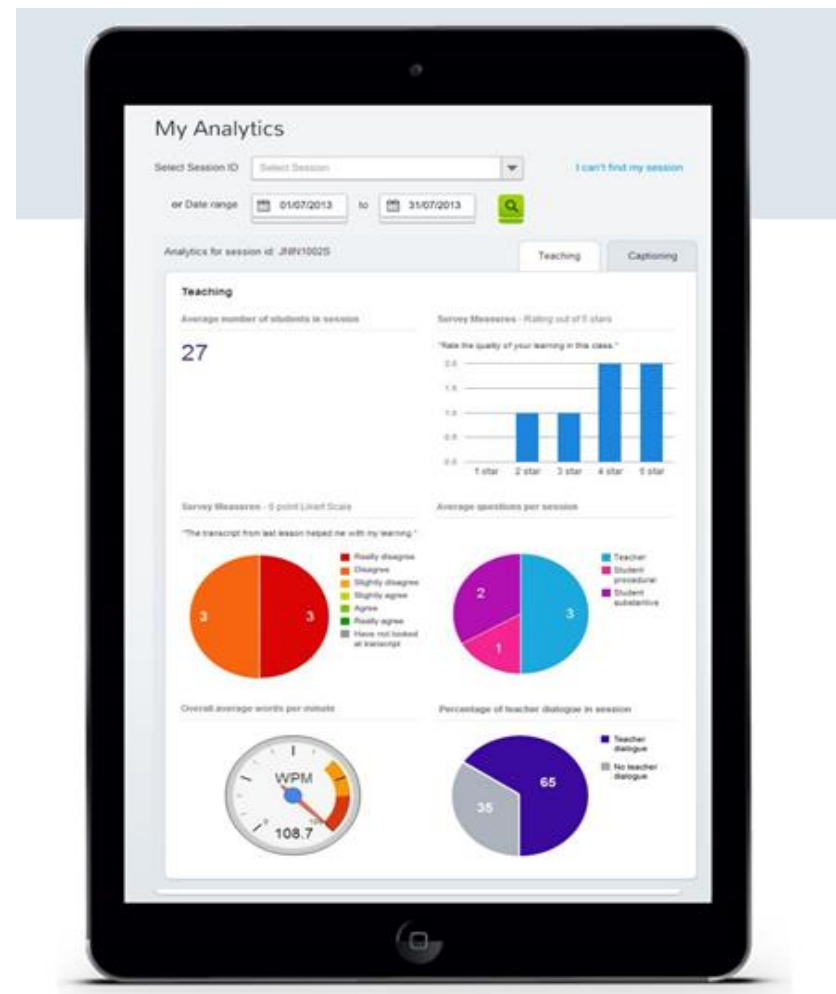 My Analytics
Select Session ID
Select Session
I can't find my session
or Date range
01/07/2013
to
31/07/2013
Analytics for session id: JNIN1002S
Teaching
Captioning
Teaching
Average number of students in session
27
Survey Measures - Rating out of 5 stars
"Rate the quality of your learning in this class."
2.0
1.5
1.0
0.5
0.0
1 star 2 star 3 star 4 star 5 star
Survey Measures - 6 point Likert Scale
"The transcript from last lesson helped me with my learning."
3
3
Really disagree
Disagree
Slightly disagree
Slightly agree
Agree
Really agree
Have not looked
at transcript
Average questions per session
2
3
1
Teacher
Student
procedural
Student
substantive
Overall average words per minute
WPM
0
108.7
Percentage of teacher dialogue in session
65
35
Teacher
dialogue
No teacher
dialogue